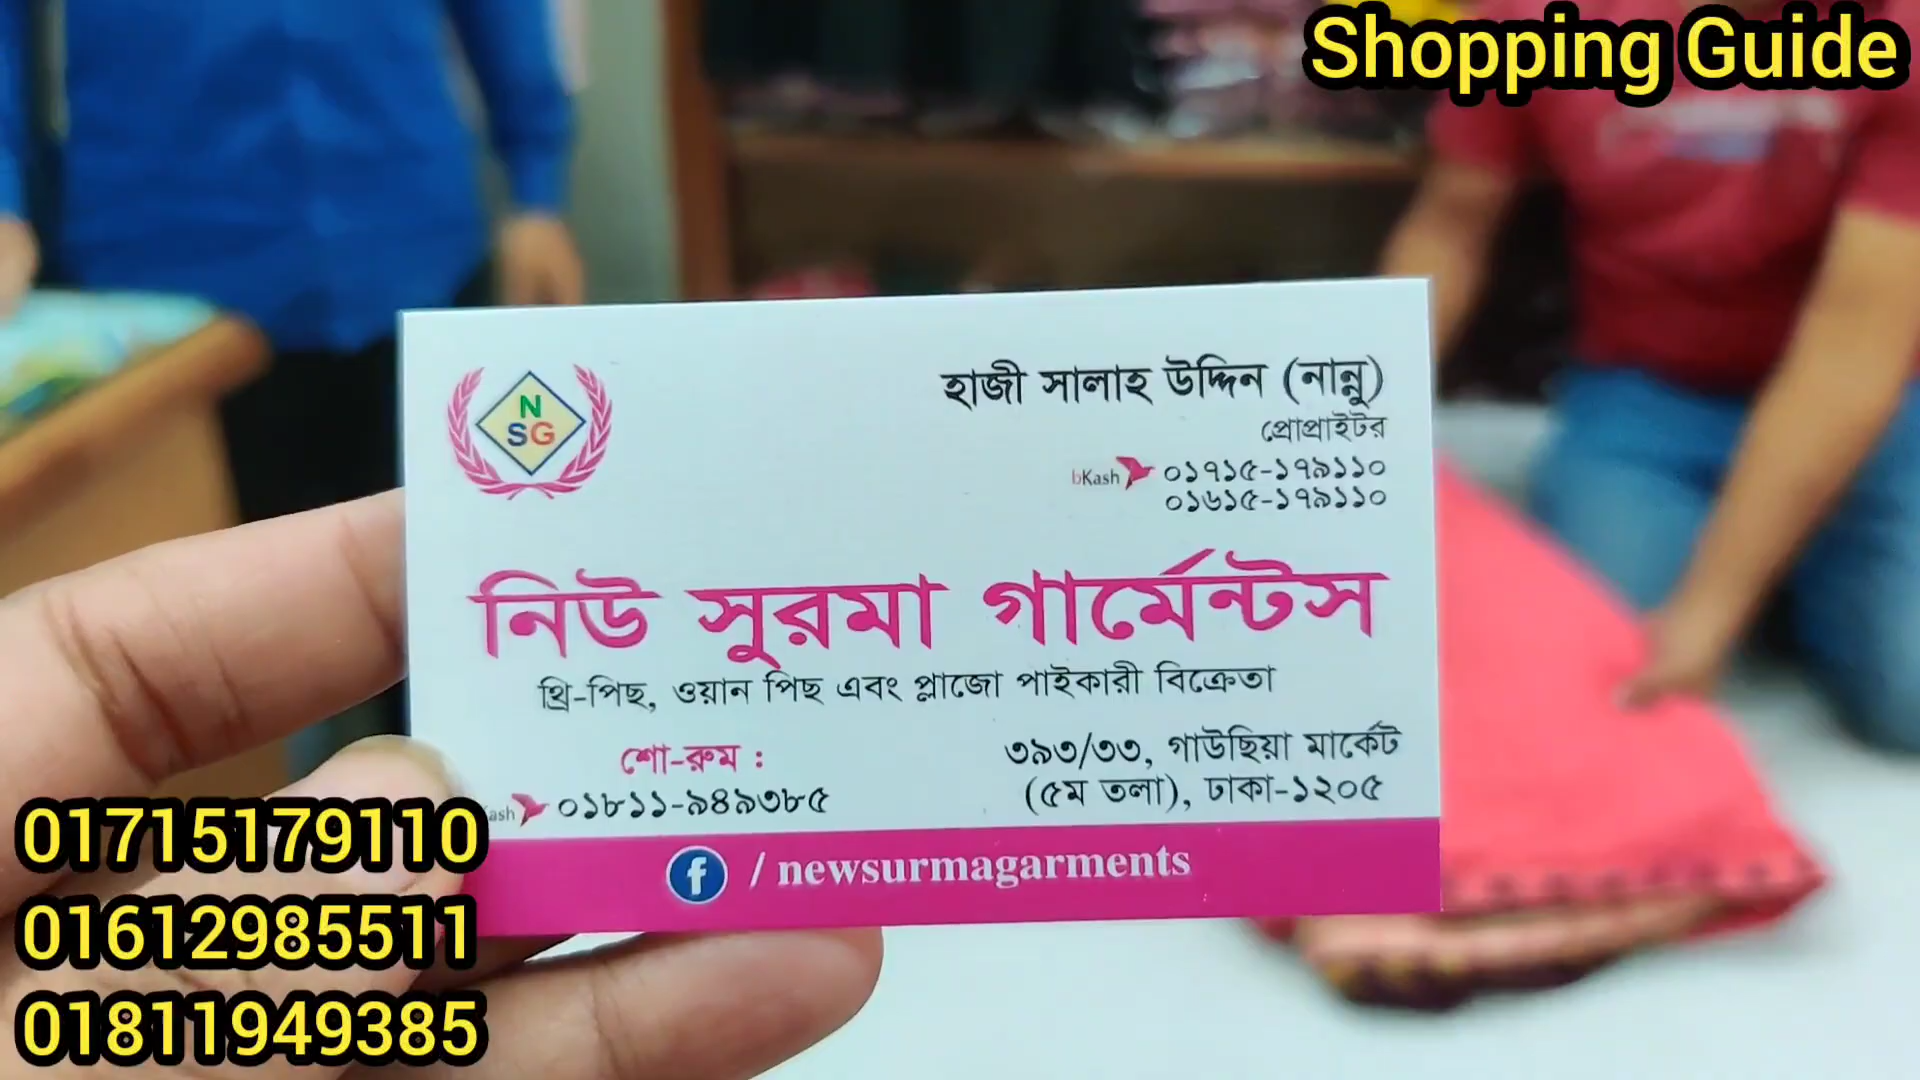 Shopping Guide
N
SG
হাজী সালাহ উদ্দিন (নান্নু)
প্রোপ্রাইটর
bKash ০১৭১৫-১৭৯১১০
০১৬১৫-১৭৯১১০
নিউ সুরমা গার্মেন্টস
থ্রি-পিছ, ওয়ান পিছ এবং প্লাজো পাইকারী বিক্রেতা
শো-রুম :
ash ০১৮১১-৯৪৯৩৮৫
৩৯৩/৩৩, গাউছিয়া মার্কেট
(৫ম তলা), ঢাকা-১২০৫
f / newsurmagarments
01715179110
01612985511
01811949385